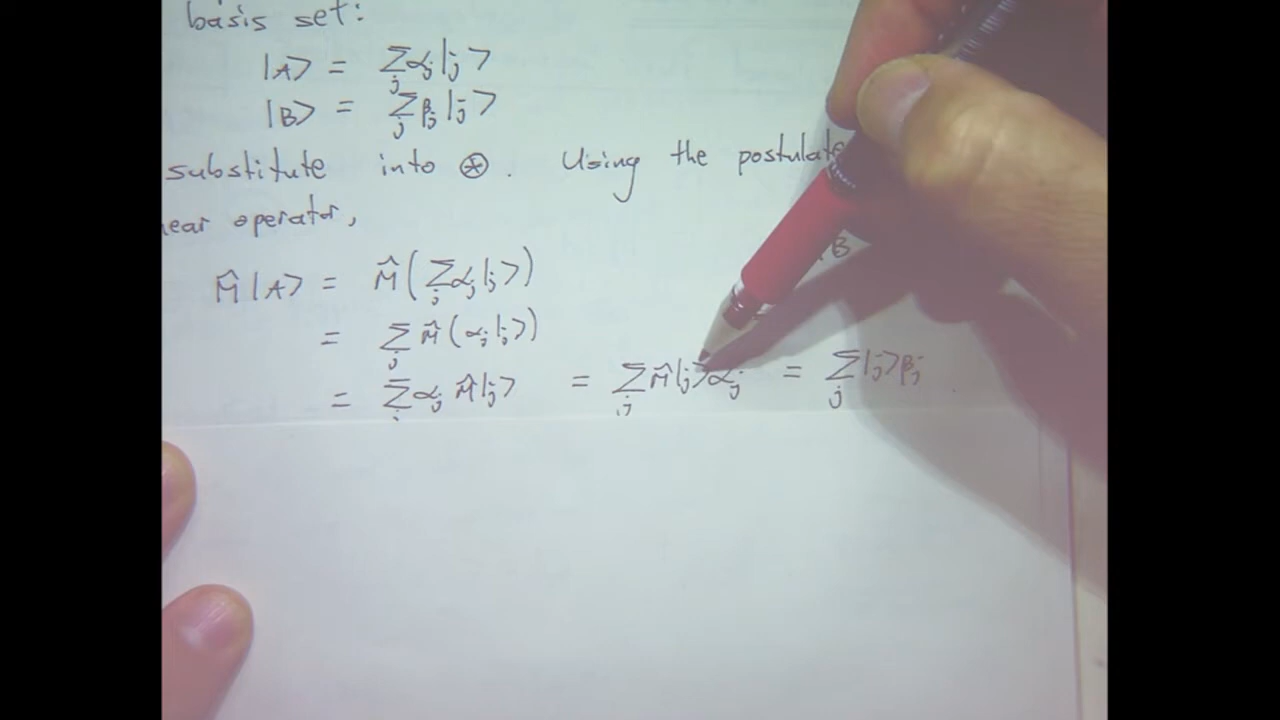 basis set:
|A> = Σ_j α_j |j>
|B> = Σ_j β_j |j>
substitute into ⊛. Using the postulate
near operator,
M̂ |A> = M̂ (Σ_j α_j |j>)
= Σ_j M̂ (α_j |j>)
= Σ_j α_j M̂ |j> = Σ_j M̂ |j> α_j = Σ_j |j> β_j